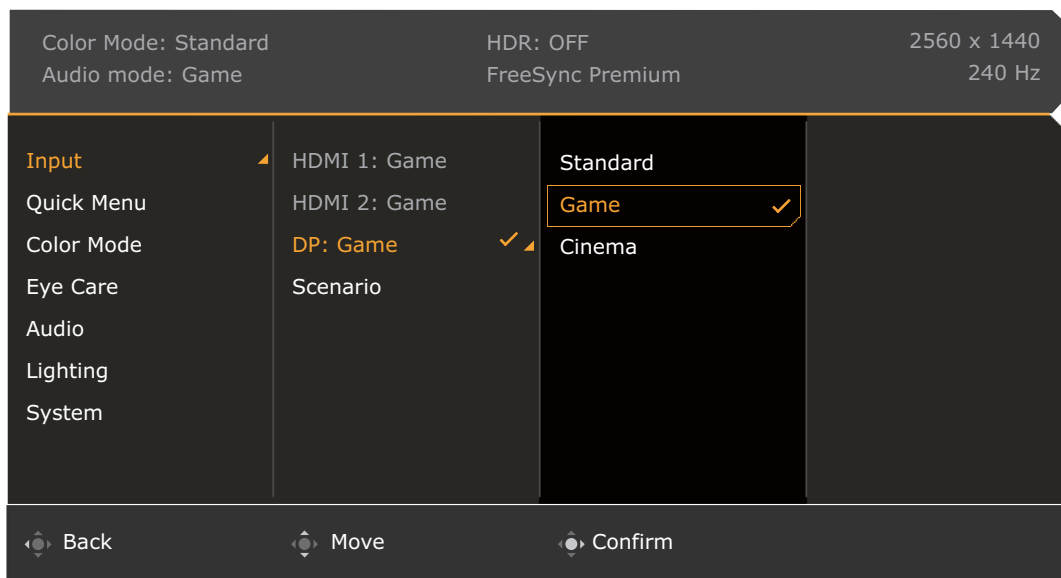 Color Mode: Standard
HDR: OFF
2560 x 1440
Audio mode: Game
FreeSync Premium
240 Hz
Input
HDMI 1: Game
Standard
Quick Menu
HDMI 2: Game
Game
Color Mode
DP: Game
Cinema
Eye Care
Scenario
Audio
Lighting
System
Back
Move
Confirm